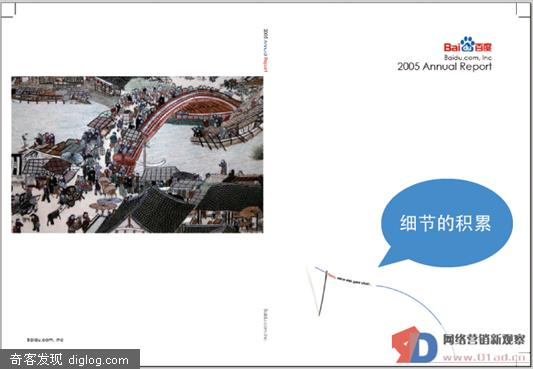 2005 Annual Report
Baidu.com, Inc
Baidu.com, Inc
Bai百度
Baidu.com, Inc
2005 Annual Report
细节的积累
奇客发现 diglog.com
网络营销新观察
www.01ad.cn